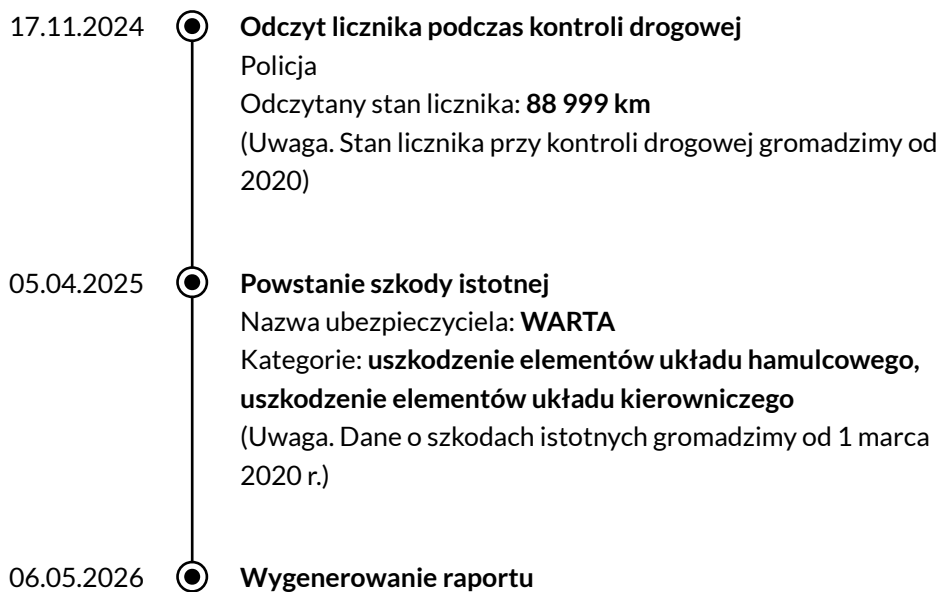 17.11.2024 Odczyt licznika podczas kontroli drogowej
Policja
Odczytany stan licznika: 88 999 km
(Uwaga. Stan licznika przy kontroli drogowej gromadzimy od
2020)
05.04.2025 Powstanie szkody istotnej
Nazwa ubezpieczyciela: WARTA
Kategorie: uszkodzenie elementów układu hamulcowego,
uszkodzenie elementów układu kierowniczego
(Uwaga. Dane o szkodach istotnych gromadzimy od 1 marca
2020 r.)
06.05.2026 Wygenerowanie raportu